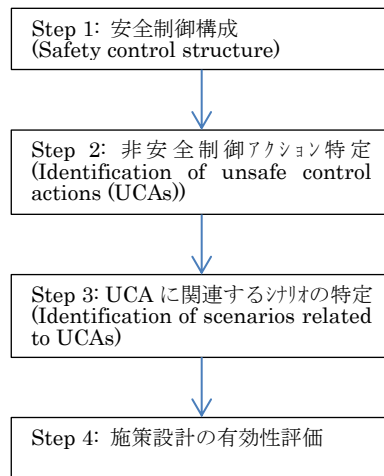 Step 1: 安全制御構成
(Safety control structure)
Step 2: 非安全制御ｱｸｼｮﾝ特定
(Identification of unsafe control
actions (UCAs))
Step 3: UCA に関連するｼﾅﾘｵの特定
(Identification of scenarios related
to UCAs)
Step 4: 施策設計の有効性評価